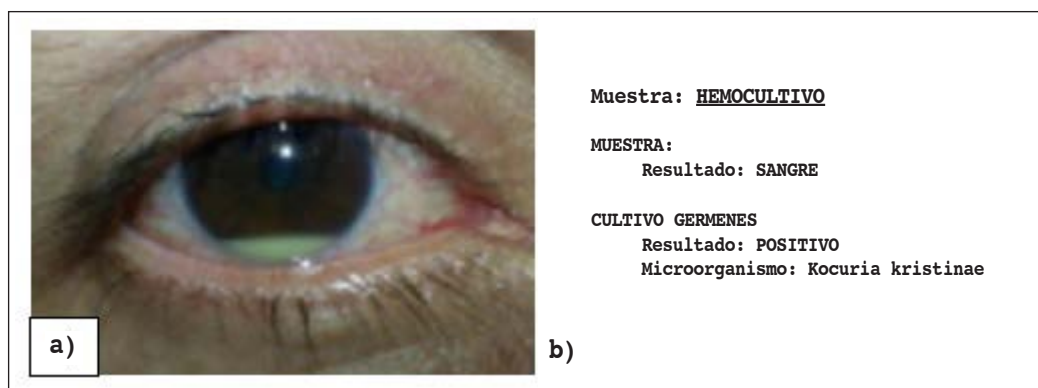 Muestra: HEMOCULTIVO
MUESTRA:
Resultado: SANGRE
CULTIVO GERMENES
Resultado: POSITIVO
Microorganismo: Kocuria kristinae
a)
b)